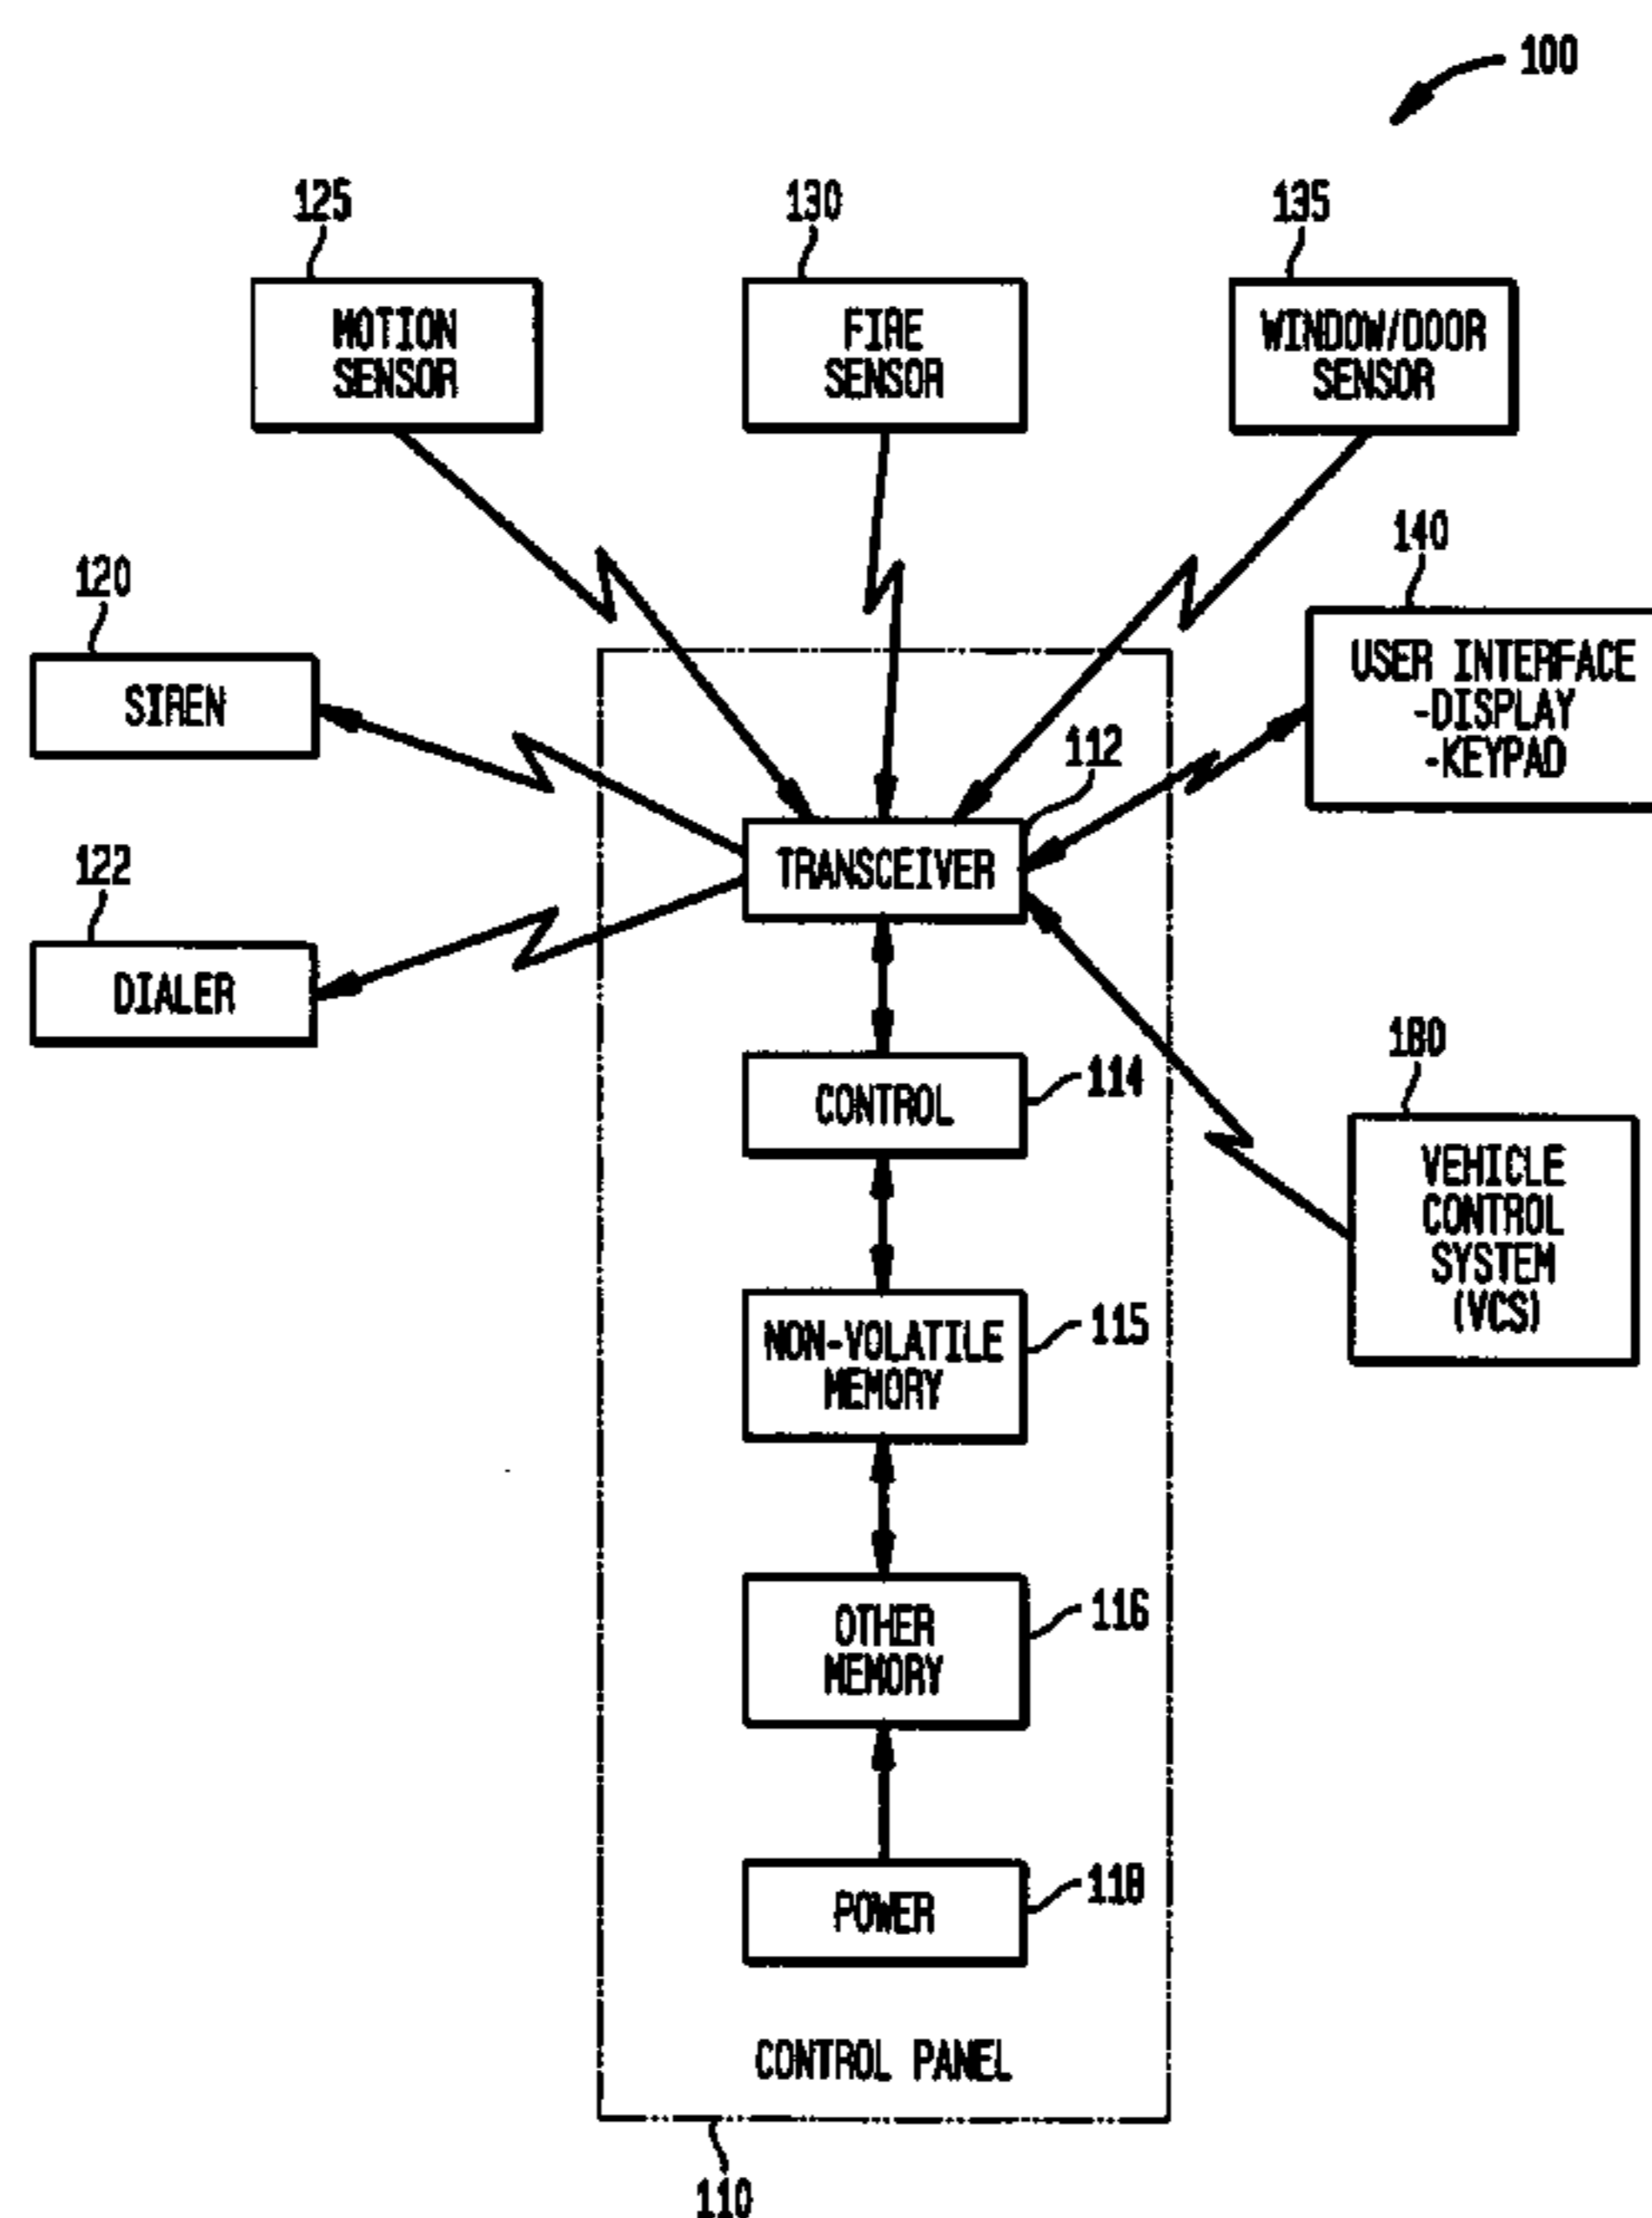 100
125
130
135
MOTION
SENSOR
FIRE
SENSOR
WINDOW/DOOR
SENSOR
140
120
USER INTERFACE
-DISPLAY
-KEYPAD
SIREN
112
TRANSCEIVER
122
DIALER
180
114
CONTROL
VEHICLE
CONTROL
SYSTEM
(VCS)
115
NON-VOLATILE
MEMORY
116
OTHER
MEMORY
118
POWER
CONTROL PANEL
110